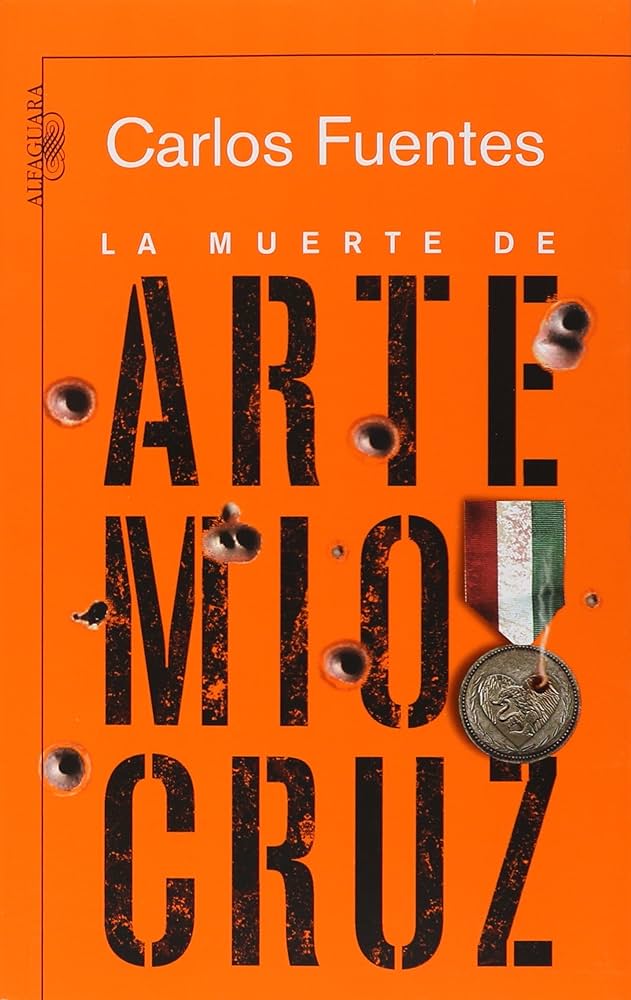 ALFAGUARA
Carlos Fuentes
LA MUERTE DE
ARTE
MIO
CRUZ